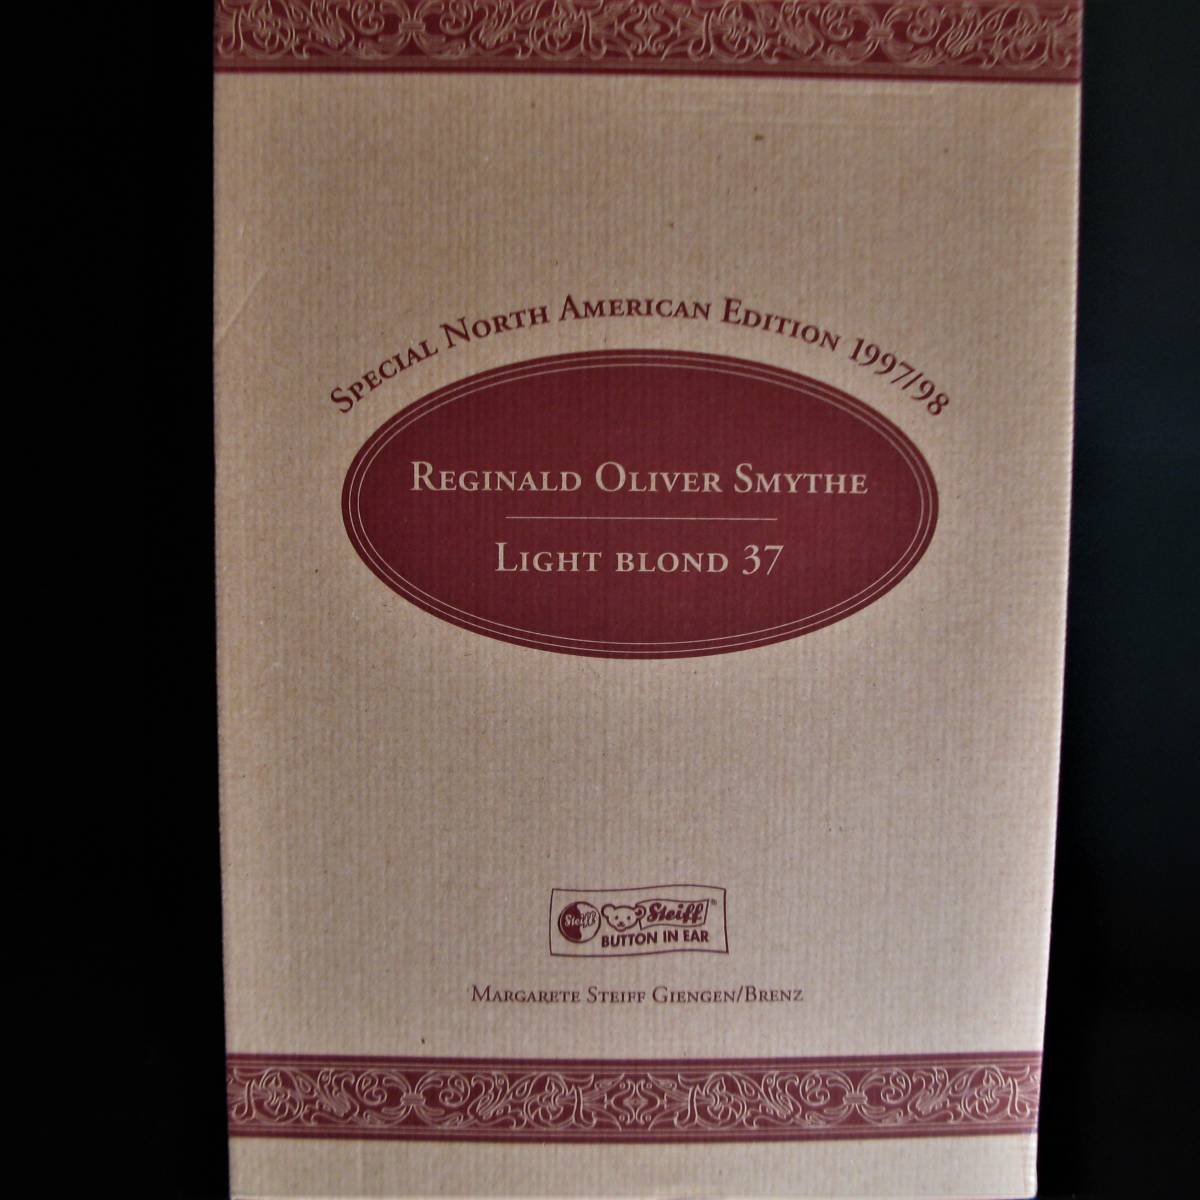 SPECIAL NORTH AMERICAN EDITION 1997/98
REGINALD OLIVER SMYTHE
LIGHT BLOND 37
Steiff Steiff®
BUTTON IN EAR
MARGARETE STEIFF GIENGEN/BRENZ